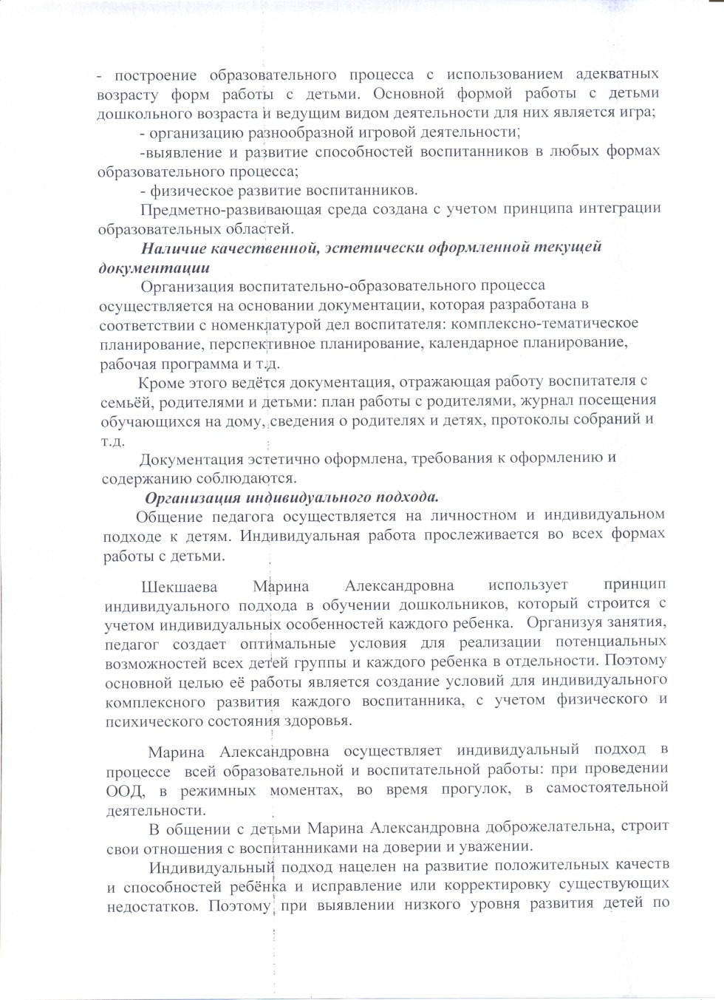 - построение образовательного процесса с использованием адекватных
возрасту форм работы с детьми. Основной формой работы с детьми
дошкольного возраста и ведущим видом деятельности для них является игра;
- организацию разнообразной игровой деятельности;
-выявление и развитие способностей воспитанников в любых формах
образовательного процесса;
- физическое развитие воспитанников.
Предметно-развивающая среда создана с учетом принципа интеграции
образовательных областей.
Наличие качественной, эстетически оформленной текущей
документации
Организация воспитательно-образовательного процесса
осуществляется на основании документации, которая разработана в
соответствии с номенклатурой дел воспитателя: комплексно-тематическое
планирование, перспективное планирование, календарное планирование,
рабочая программа и т.д.
Кроме этого ведётся документация, отражающая работу воспитателя с
семьёй, родителями и детьми: план работы с родителями, журнал посещения
обучающихся на дому, сведения о родителях и детях, протоколы собраний и
т.д.
Документация эстетично оформлена, требования к оформлению и
содержанию соблюдаются.
Организация индивидуального подхода.
Общение педагога осуществляется на личностном и индивидуальном
подходе к детям. Индивидуальная работа прослеживается во всех формах
работы с детьми.
Шекшаева Марина Александровна использует принцип
индивидуального подхода в обучении дошкольников, который строится с
учетом индивидуальных особенностей каждого ребенка. Организуя занятия,
педагог создает оптимальные условия для реализации потенциальных
возможностей всех детей группы и каждого ребенка в отдельности. Поэтому
основной целью её работы является создание условий для индивидуального
комплексного развития каждого воспитанника, с учетом физического и
психического состояния здоровья.
Марина Александровна осуществляет индивидуальный подход в
процессе всей образовательной и воспитательной работы: при проведении
ООД, в режимных моментах, во время прогулок, в самостоятельной
деятельности.
В общении с детьми Марина Александровна доброжелательна, строит
свои отношения с воспитанниками на доверии и уважении.
Индивидуальный подход нацелен на развитие положительных качеств
и способностей ребёнка и исправление или корректировку существующих
недостатков. Поэтому при выявлении низкого уровня развития детей по